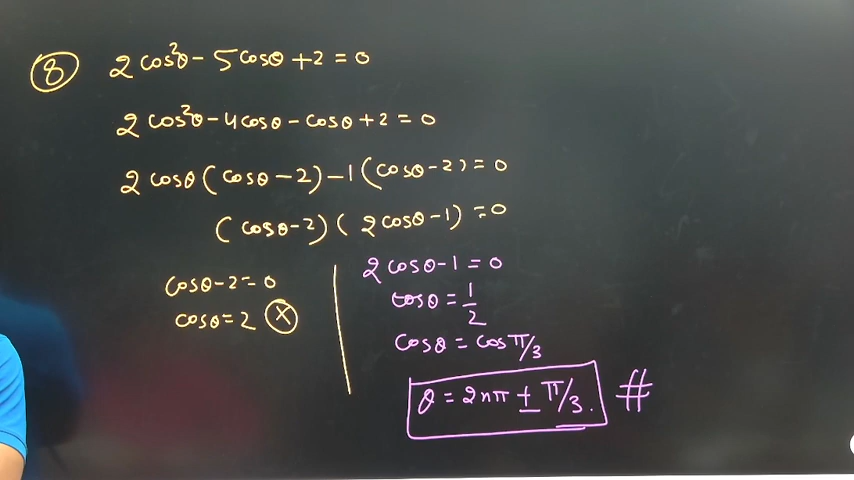 ⑧ 2cos²θ - 5cosθ + 2 = 0
2cos²θ - 4cosθ - cosθ + 2 = 0
2cosθ(cosθ - 2) - 1(cosθ - 2) = 0
(cosθ - 2)(2cosθ - 1) = 0
cosθ - 2 = 0
cosθ = 2 ⓧ
2cosθ - 1 = 0
cosθ = 1/2
cosθ = cos π/3
θ = 2nπ ± π/3. #